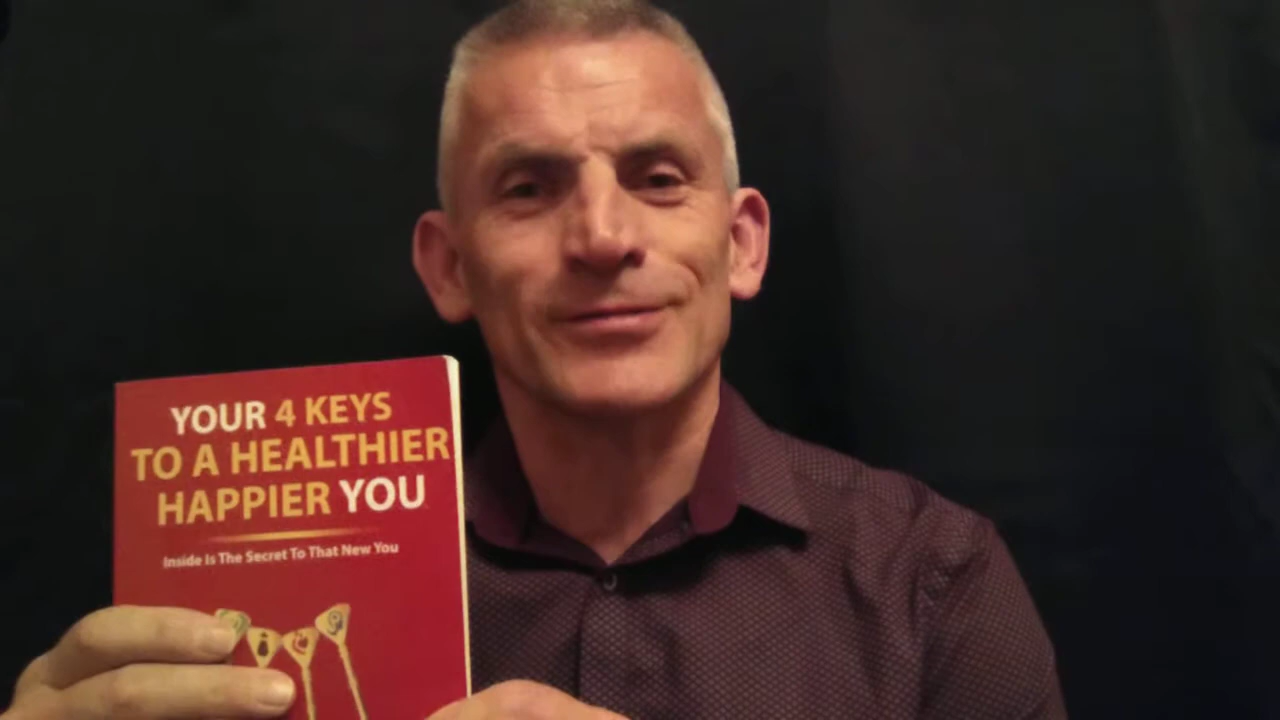 YOUR 4 KEYS
TO A HEALTHIER
HAPPIER YOU
Inside Is The Secret To That New You